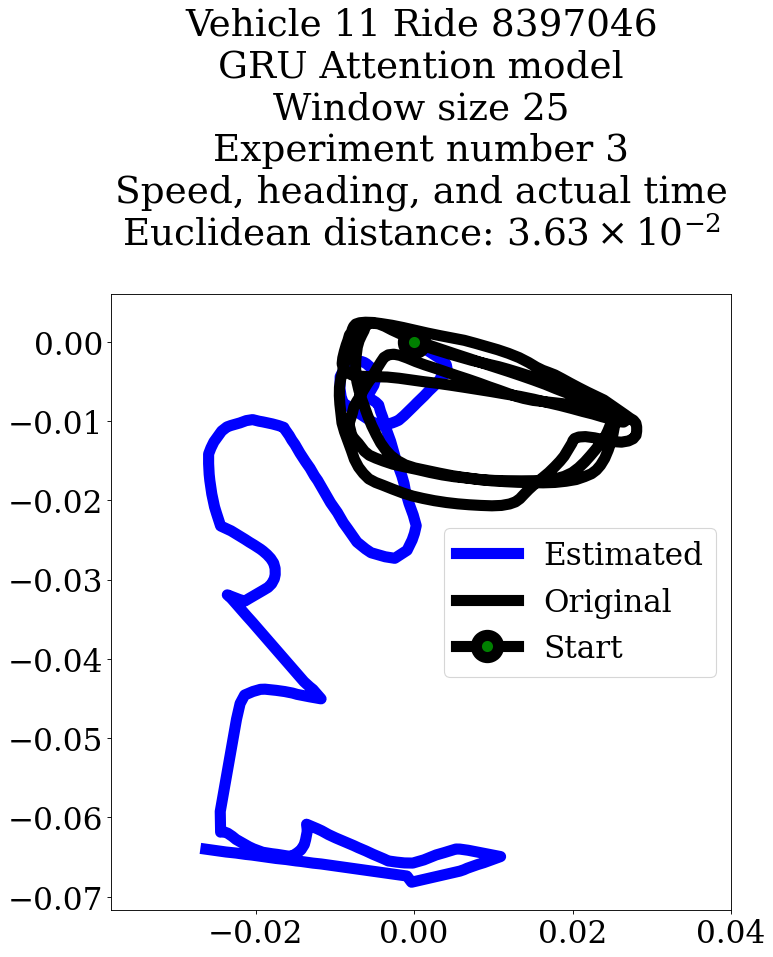 Vehicle 11 Ride 8397046
GRU Attention model
Window size 25
Experiment number 3
Speed, heading, and actual time
Euclidean distance: 3.63 × 10⁻²
0.00
−0.01
−0.02
−0.03
−0.04
−0.05
−0.06
−0.07
Estimated
Original
Start
−0.02
0.00
0.02
0.04